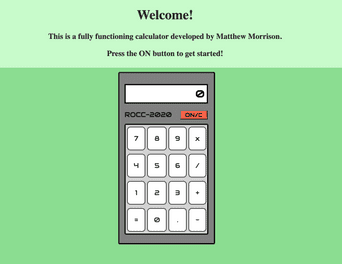 Welcome!
This is a fully functioning calculator developed by Matthew Morrison.
Press the ON button to get started!
0
ROCC-2020 ON/C
7 8 9 x
4 5 6 /
1 2 3 +
= 0 . -